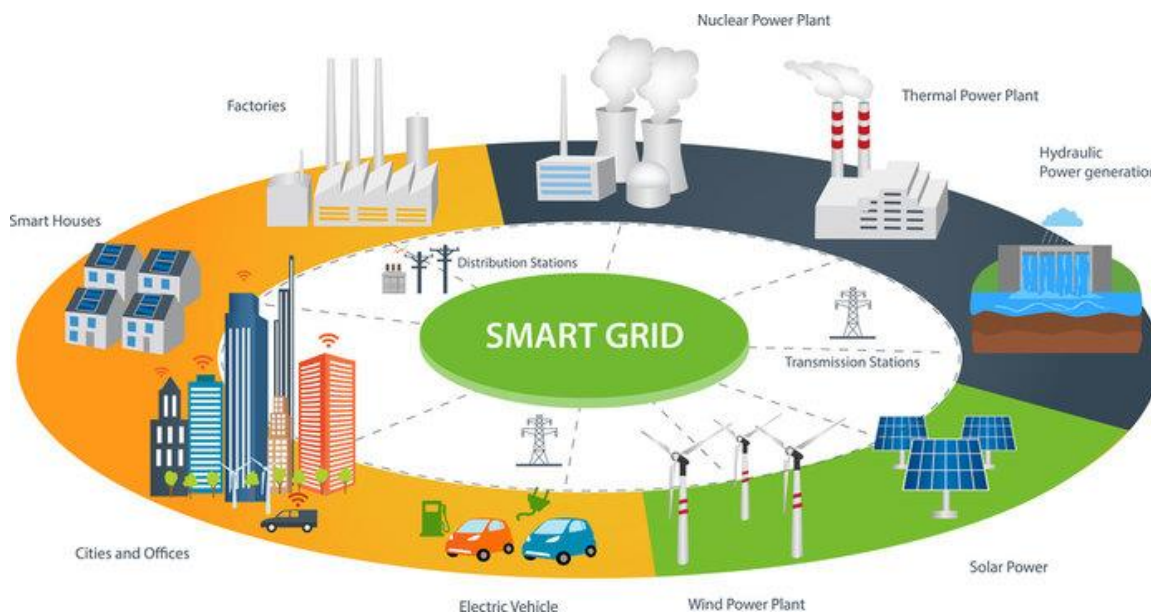 Nuclear Power Plant
Thermal Power Plant
Factories
Hydraulic
Power generation
Smart Houses
Distribution Stations
SMART GRID
Transmission Stations
Cities and Offices
Solar Power
Electric Vehicle
Wind Power Plant